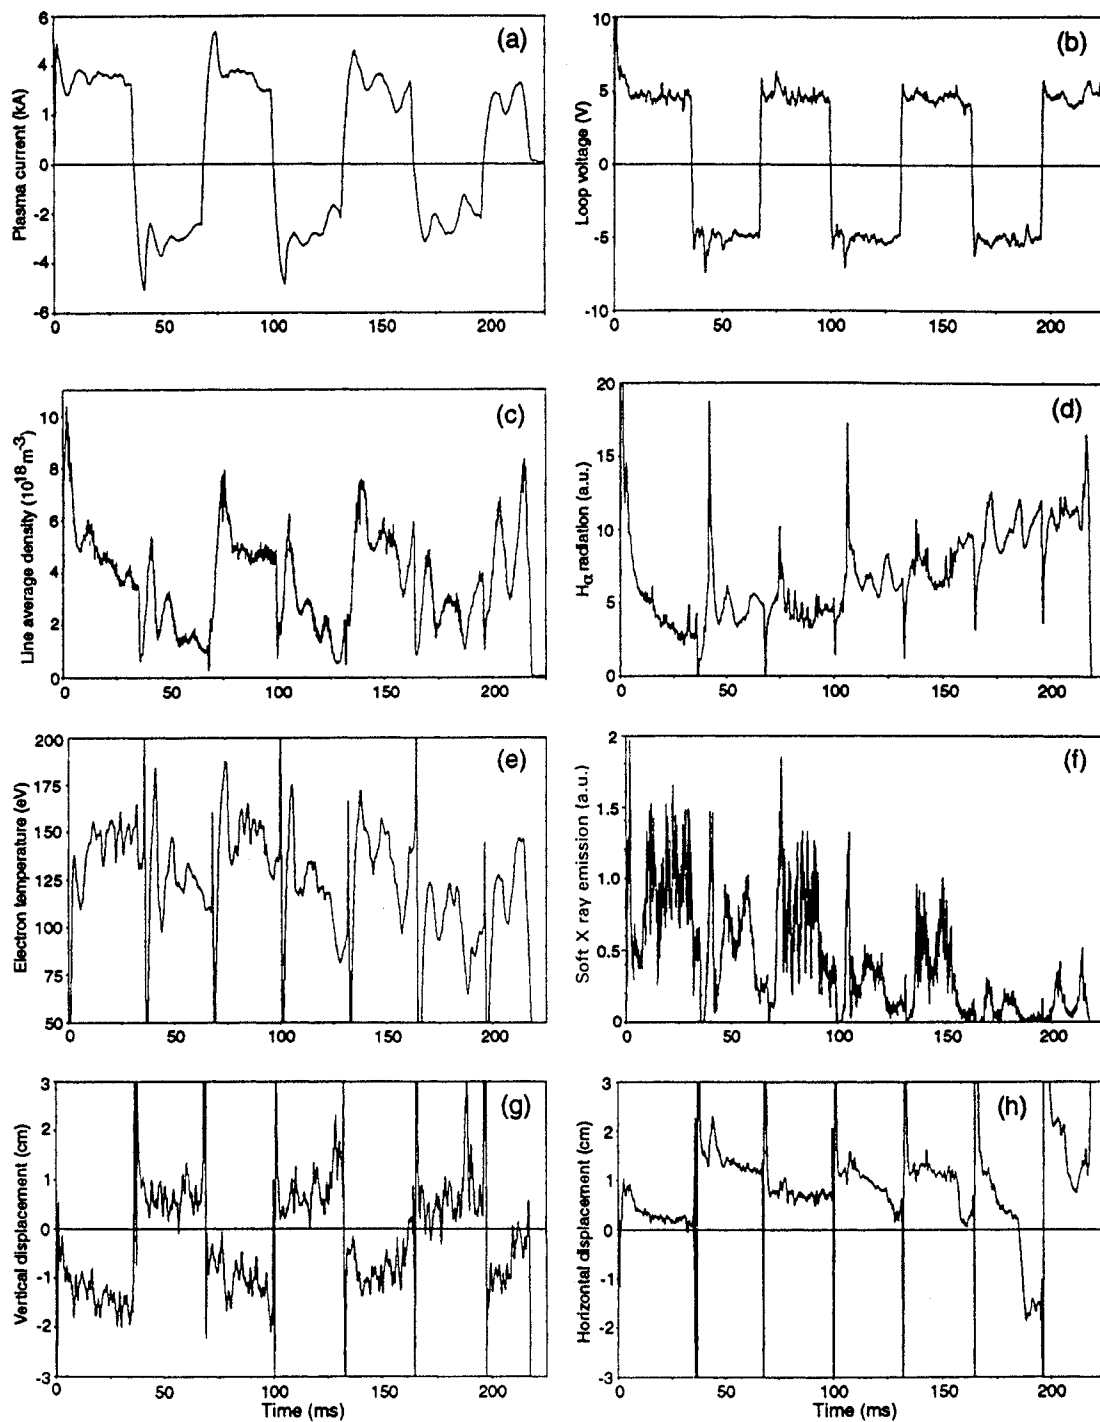 (a)
Plasma current (kA)
6
4
1
0
-2
-4
-6
0 50 100 150 200
(b)
Loop voltage (V)
10
5
0
-5
-10
0 50 100 150 200
(c)
Line average density (10¹⁸m⁻³)
10
8
6
4
2
0
0 50 100 150 200
(d)
Hα radiation (a.u.)
20
15
10
5
0
0 50 100 150 200
(e)
Electron temperature (eV)
200
175
150
125
100
75
50
0 50 100 150 200
(f)
Soft X ray emission (a.u.)
2
1.5
1.0
0.5
0
0 50 100 150 200
(g)
Vertical displacement (cm)
3
2
1
0
-1
-2
-3
0 50 100 150 200
Time (ms)
(h)
Horizontal displacement (cm)
3
2
1
0
-1
-2
-3
0 50 100 150 200
Time (ms)